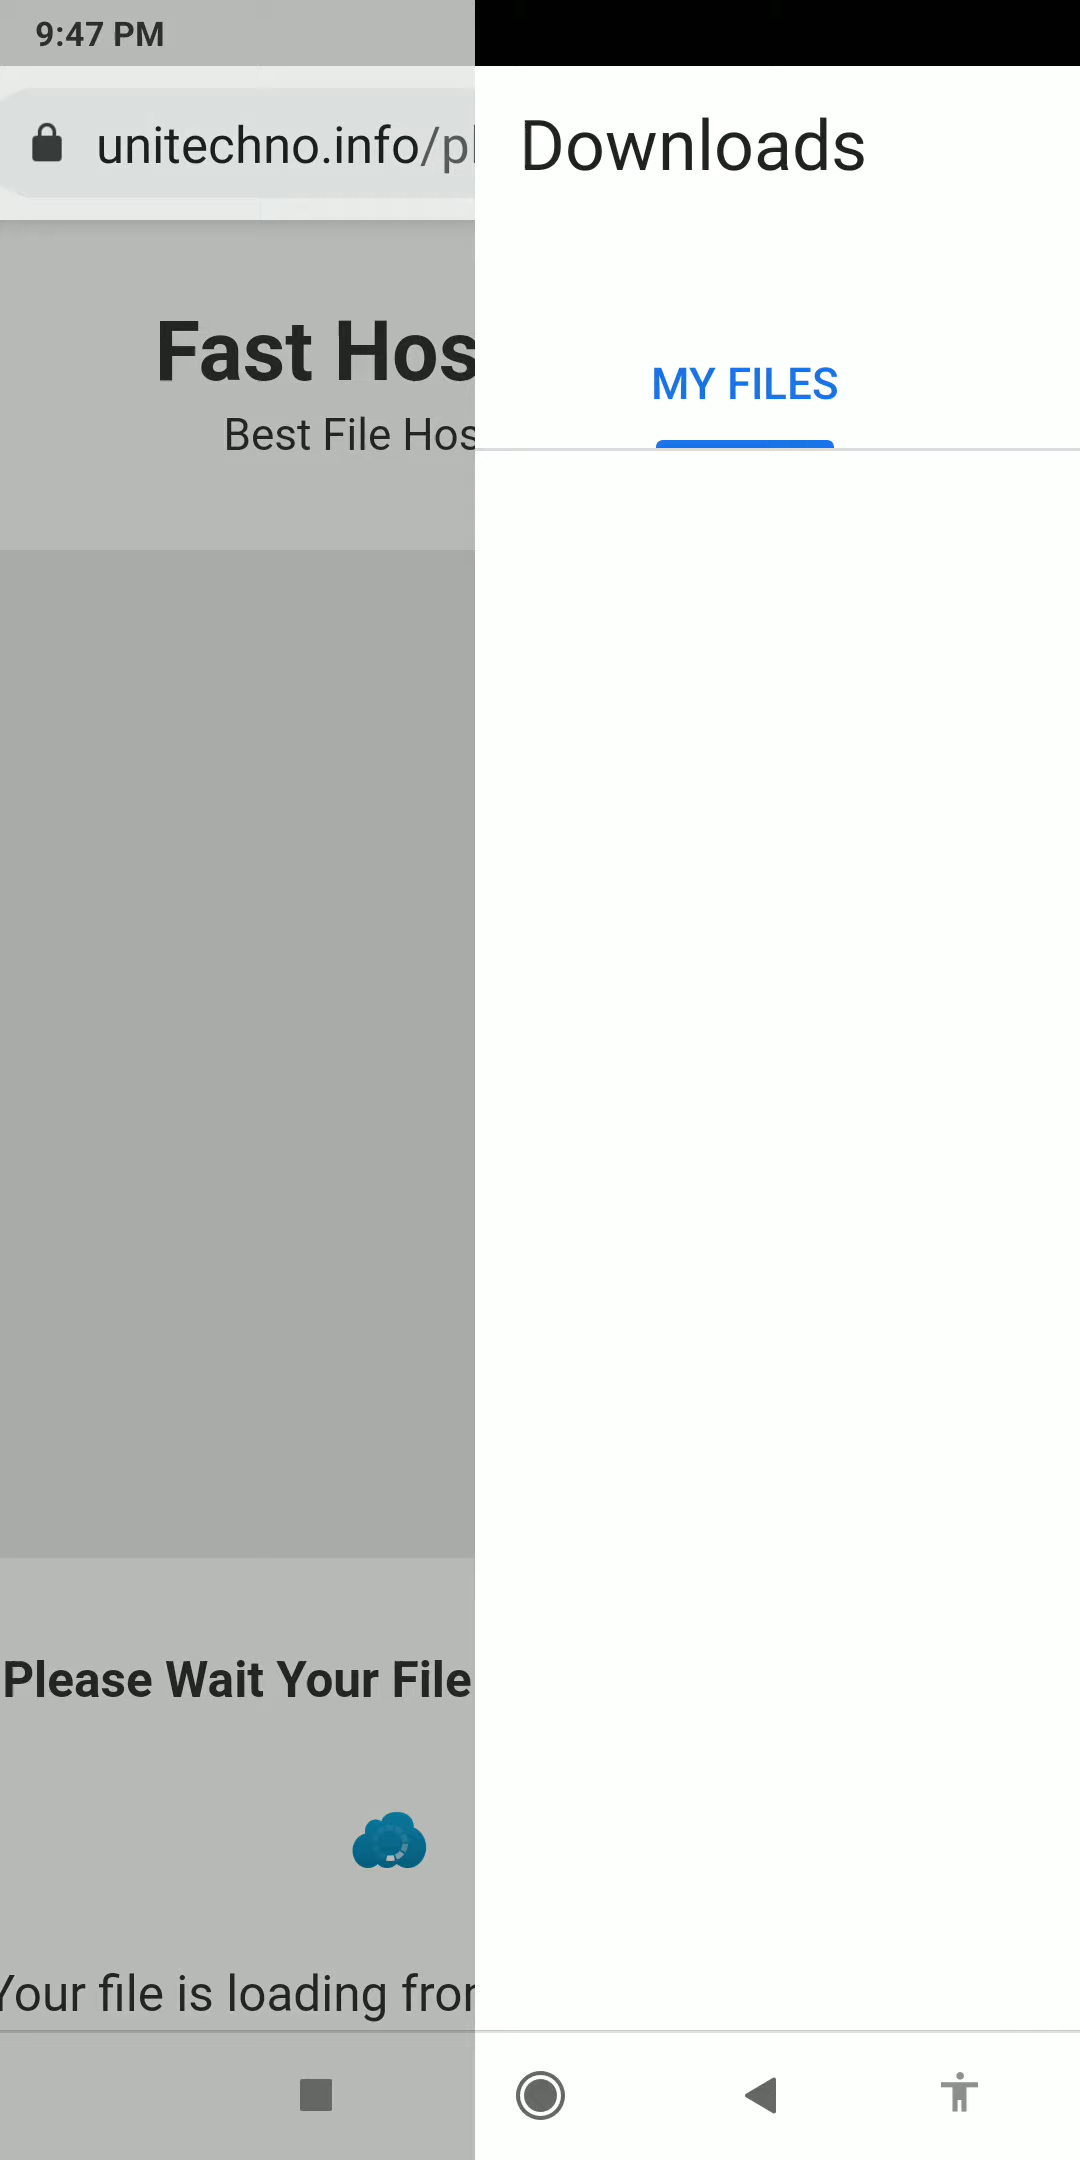 9:47 PM
unitechno.info/p
Downloads
Fast Hos
Best File Hos
MY FILES
Please Wait Your File
Your file is loading fro